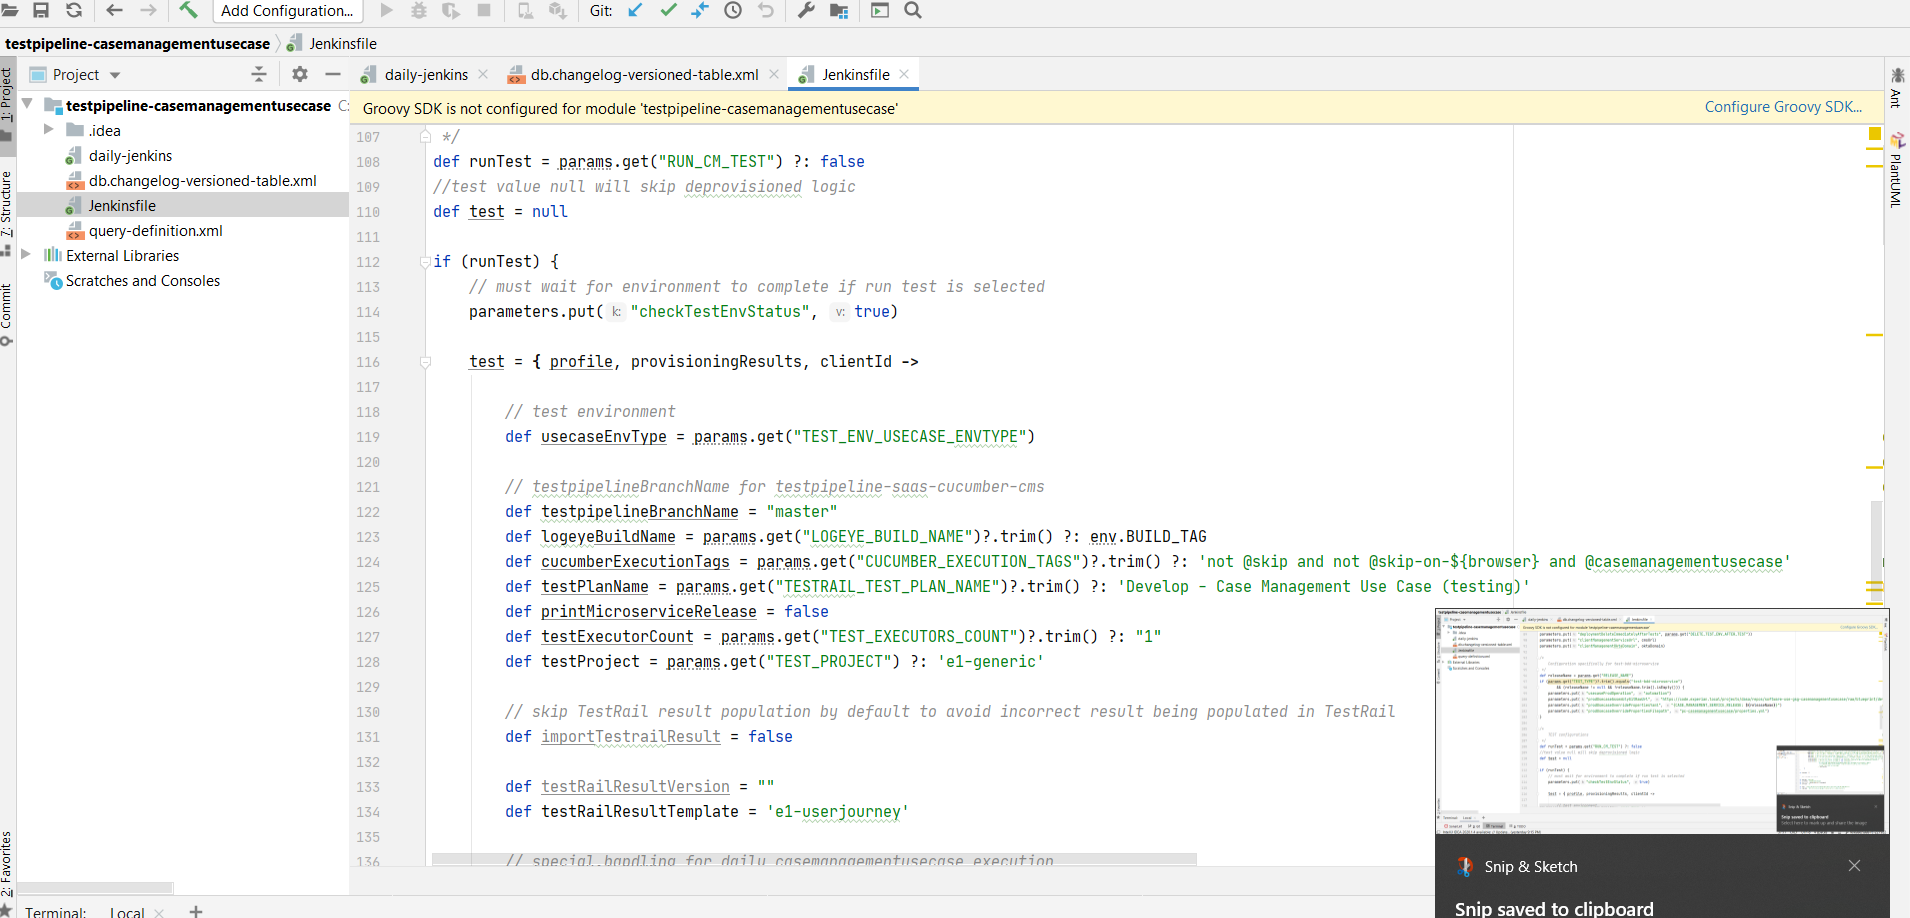 Add Configuration...
Git:
testpipeline-casemanagementusecase
Jenkinsfile
1: Project
7: Structure
Commit
2: Favorites
Project
testpipeline-casemanagementusecase C:
.idea
daily-jenkins
db.changelog-versioned-table.xml
Jenkinsfile
query-definition.xml
External Libraries
Scratches and Consoles
daily-jenkins
db.changelog-versioned-table.xml
Jenkinsfile
Groovy SDK is not configured for module 'testpipeline-casemanagementusecase'
Configure Groovy SDK...
107 */
108 def runTest = params.get("RUN_CM_TEST") ?: false
109 //test value null will skip deprovisioned logic
110 def test = null
111
112 if (runTest) {
113 // must wait for environment to complete if run test is selected
114 parameters.put( k: "checkTestEnvStatus", v: true)
115
116 test = { profile, provisioningResults, clientId ->
117
118 // test environment
119 def usecaseEnvType = params.get("TEST_ENV_USECASE_ENVTYPE")
120
121 // testpipelineBranchName for testpipeline-saas-cucumber-cms
122 def testpipelineBranchName = "master"
123 def logeyeBuildName = params.get("LOGEYE_BUILD_NAME")?.trim() ?: env.BUILD_TAG
124 def cucumberExecutionTags = params.get("CUCUMBER_EXECUTION_TAGS")?.trim() ?: 'not @skip and not @skip-on-${browser} and @casemanagementusecase'
125 def testPlanName = params.get("TESTRAIL_TEST_PLAN_NAME")?.trim() ?: 'Develop - Case Management Use Case (testing)'
126 def printMicroserviceRelease = false
127 def testExecutorCount = params.get("TEST_EXECUTORS_COUNT")?.trim() ?: "1"
128 def testProject = params.get("TEST_PROJECT") ?: 'e1-generic'
129
130 // skip TestRail result population by default to avoid incorrect result being populated in TestRail
131 def importTestrailResult = false
132
133 def testRailResultVersion = ""
134 def testRailResultTemplate = 'e1-userjourney'
135
136 // special handling for daily casemanagementusecase execution
Ant
PlantUML
Terminal: Local
Snip & Sketch
Snip saved to clipboard